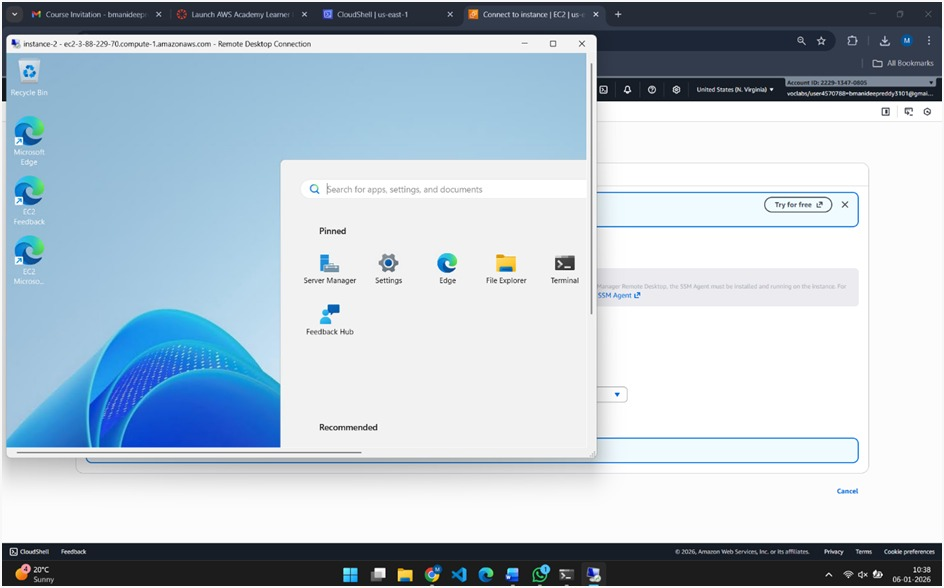 Course Invitation - bmanideepr
Launch AWS Academy Learner
CloudShell | us-east-1
Connect to instance | EC2 | us-e
instance-2 - ec2-3-88-229-70.compute-1.amazonaws.com - Remote Desktop Connection
M
All Bookmarks
United States (N. Virginia)
Account ID: 2229-1347-0805
voclabs/user4570788=bmanideepreddy3101@gmai...
Recycle Bin
Microsoft
Edge
EC2
Feedback
EC2
Microso...
Search for apps, settings, and documents
Pinned
Server Manager
Settings
Edge
File Explorer
Terminal
Feedback Hub
Recommended
Try for free
Manager Remote Desktop, the SSM Agent must be installed and running on the instance. For
SSM Agent
Cancel
CloudShell
Feedback
© 2026, Amazon Web Services, Inc. or its affiliates.
Privacy
Terms
Cookie preferences
4
20°C
Sunny
10:38
06-01-2026